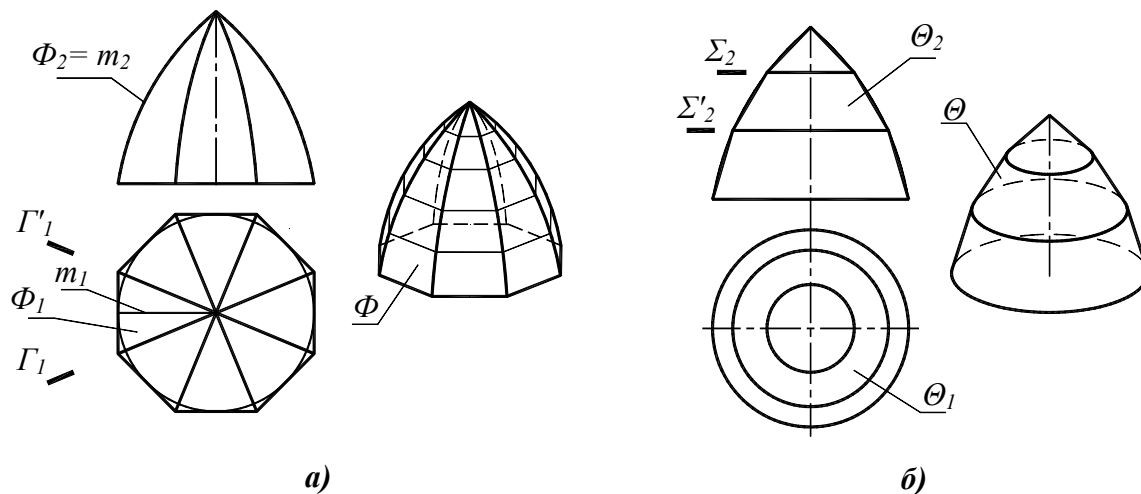 Φ₂= m₂
Γ'₁
m₁
Φ₁
Γ₁
Φ
а)
Σ₂
Σ'₂
Θ₂
Θ
Θ₁
б)